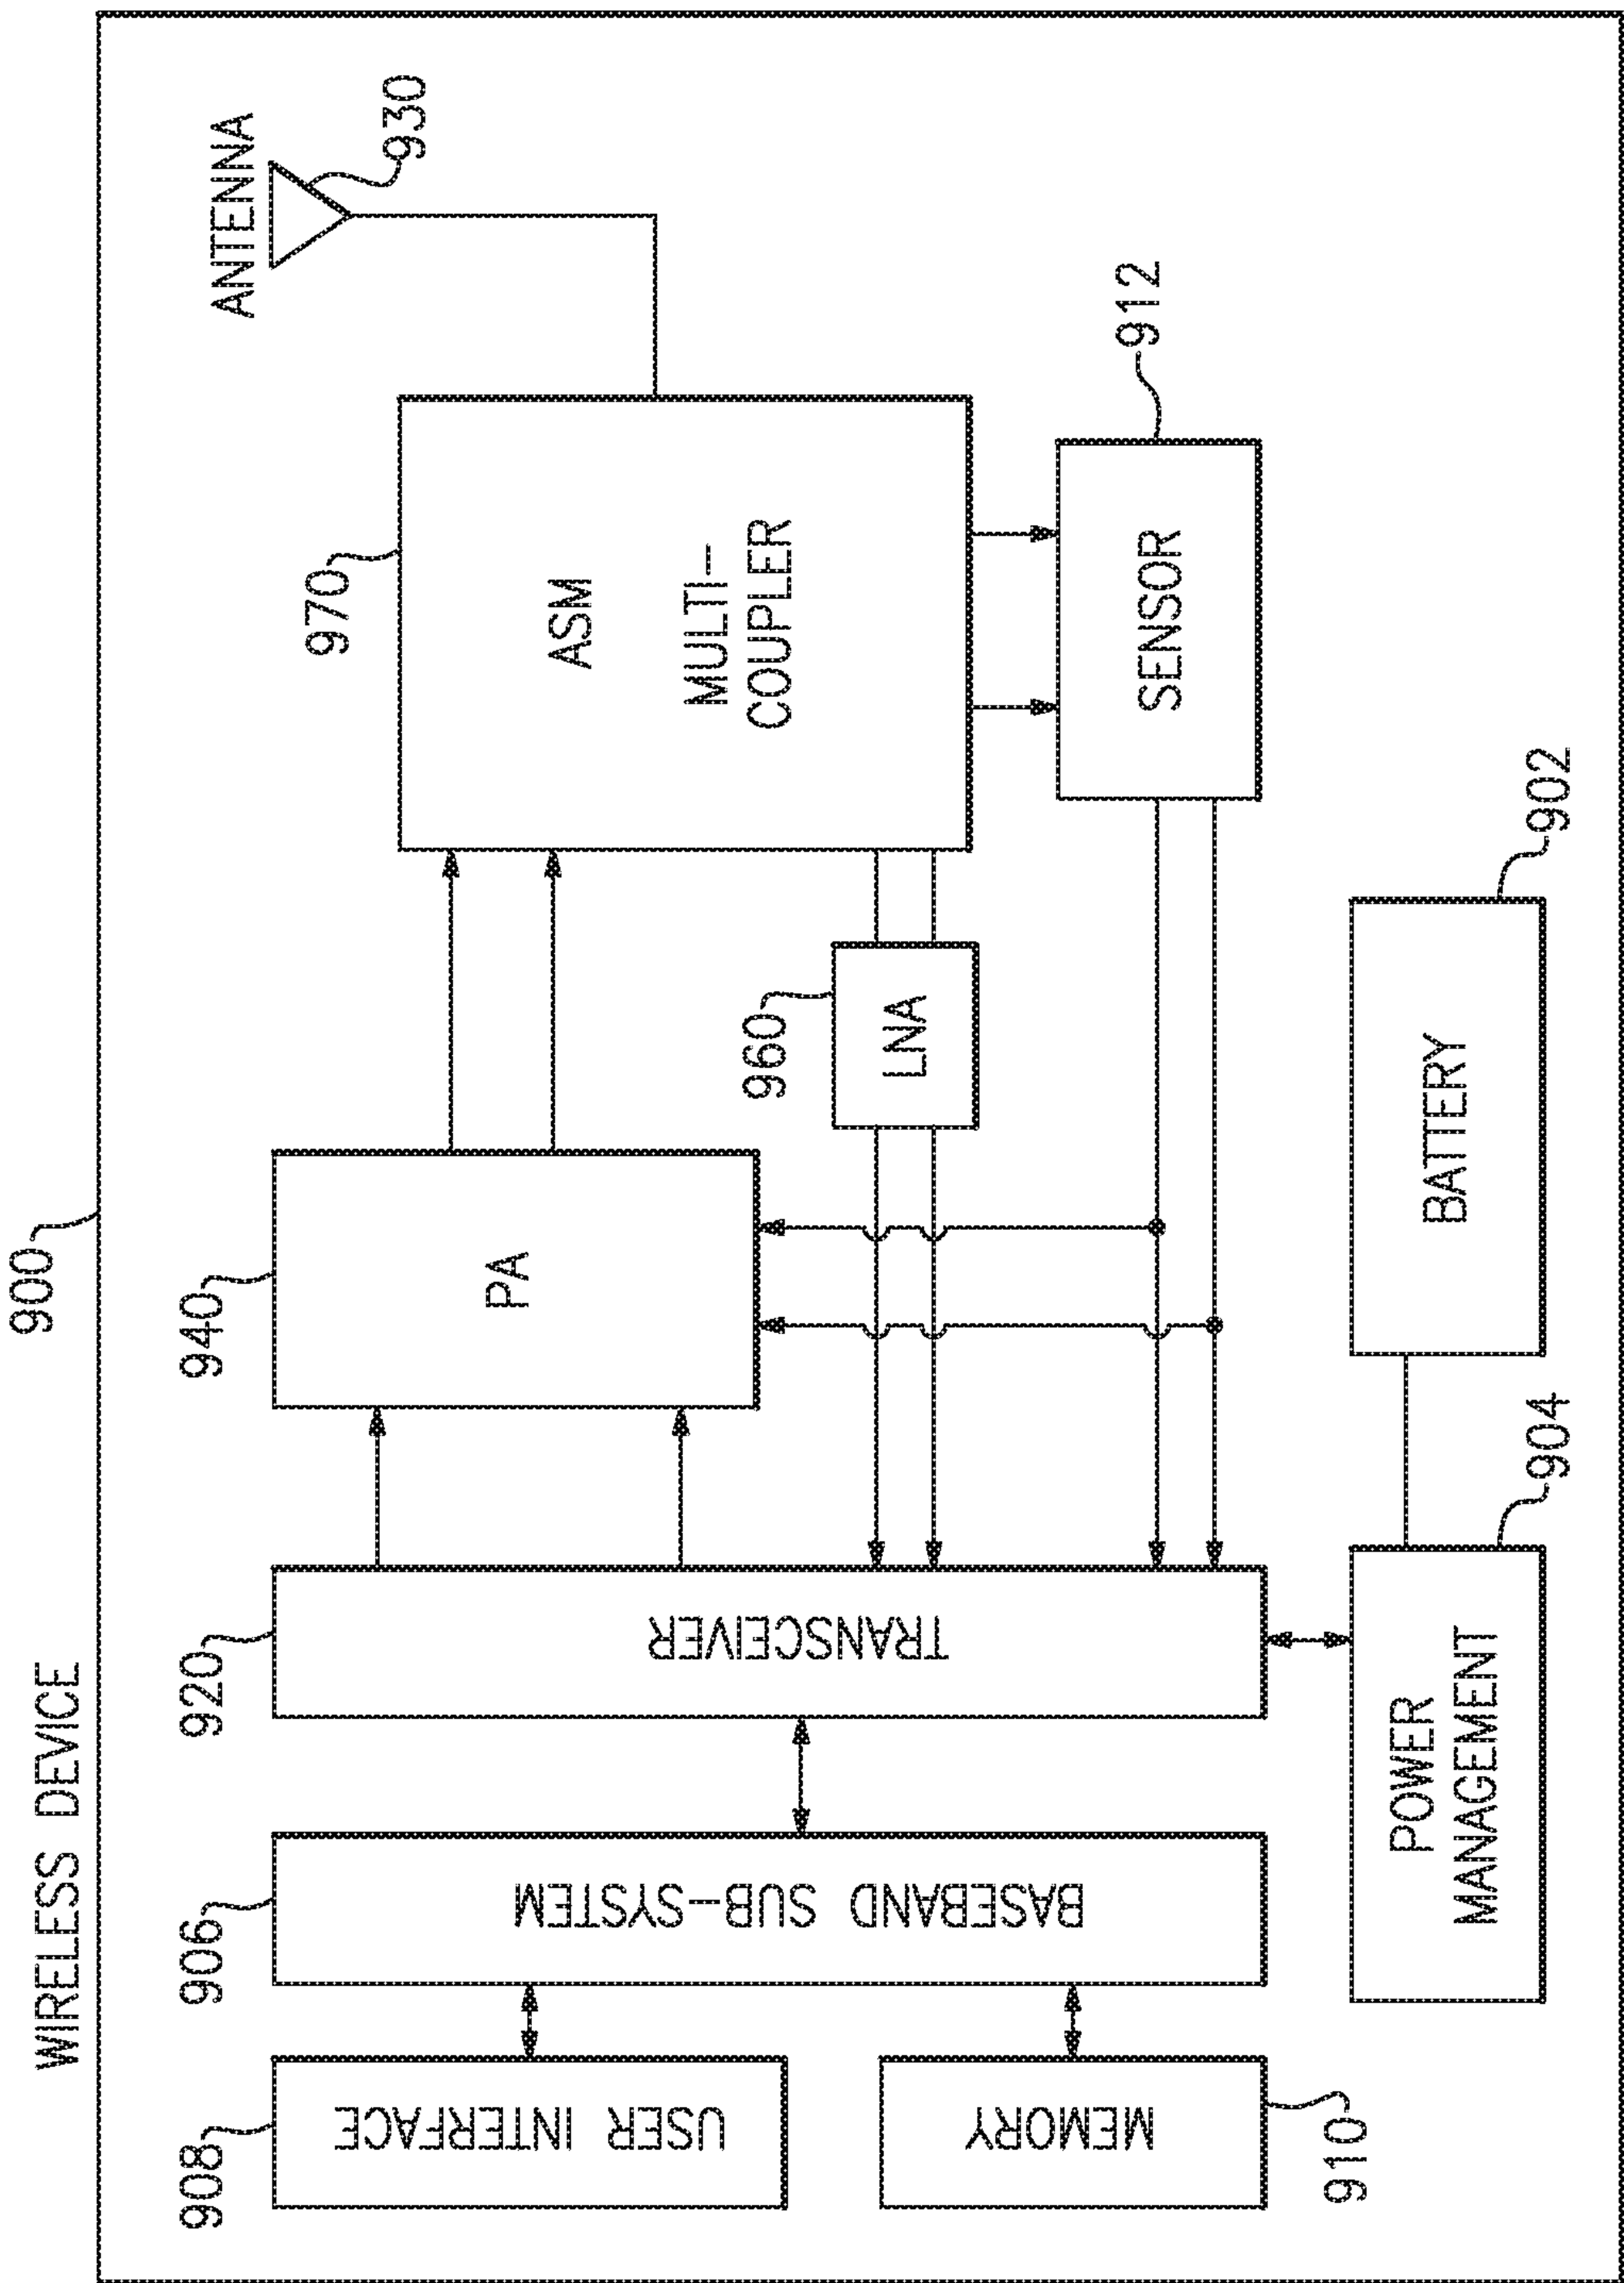 WIRELESS DEVICE
900
908
USER INTERFACE
MEMORY
910
906
BASEBAND SUB-SYSTEM
920
TRANSCEIVER
940
PA
960
LNA
970
ASM
MULTI-
COUPLER
ANTENNA
930
SENSOR
912
POWER
MANAGEMENT
904
BATTERY
902